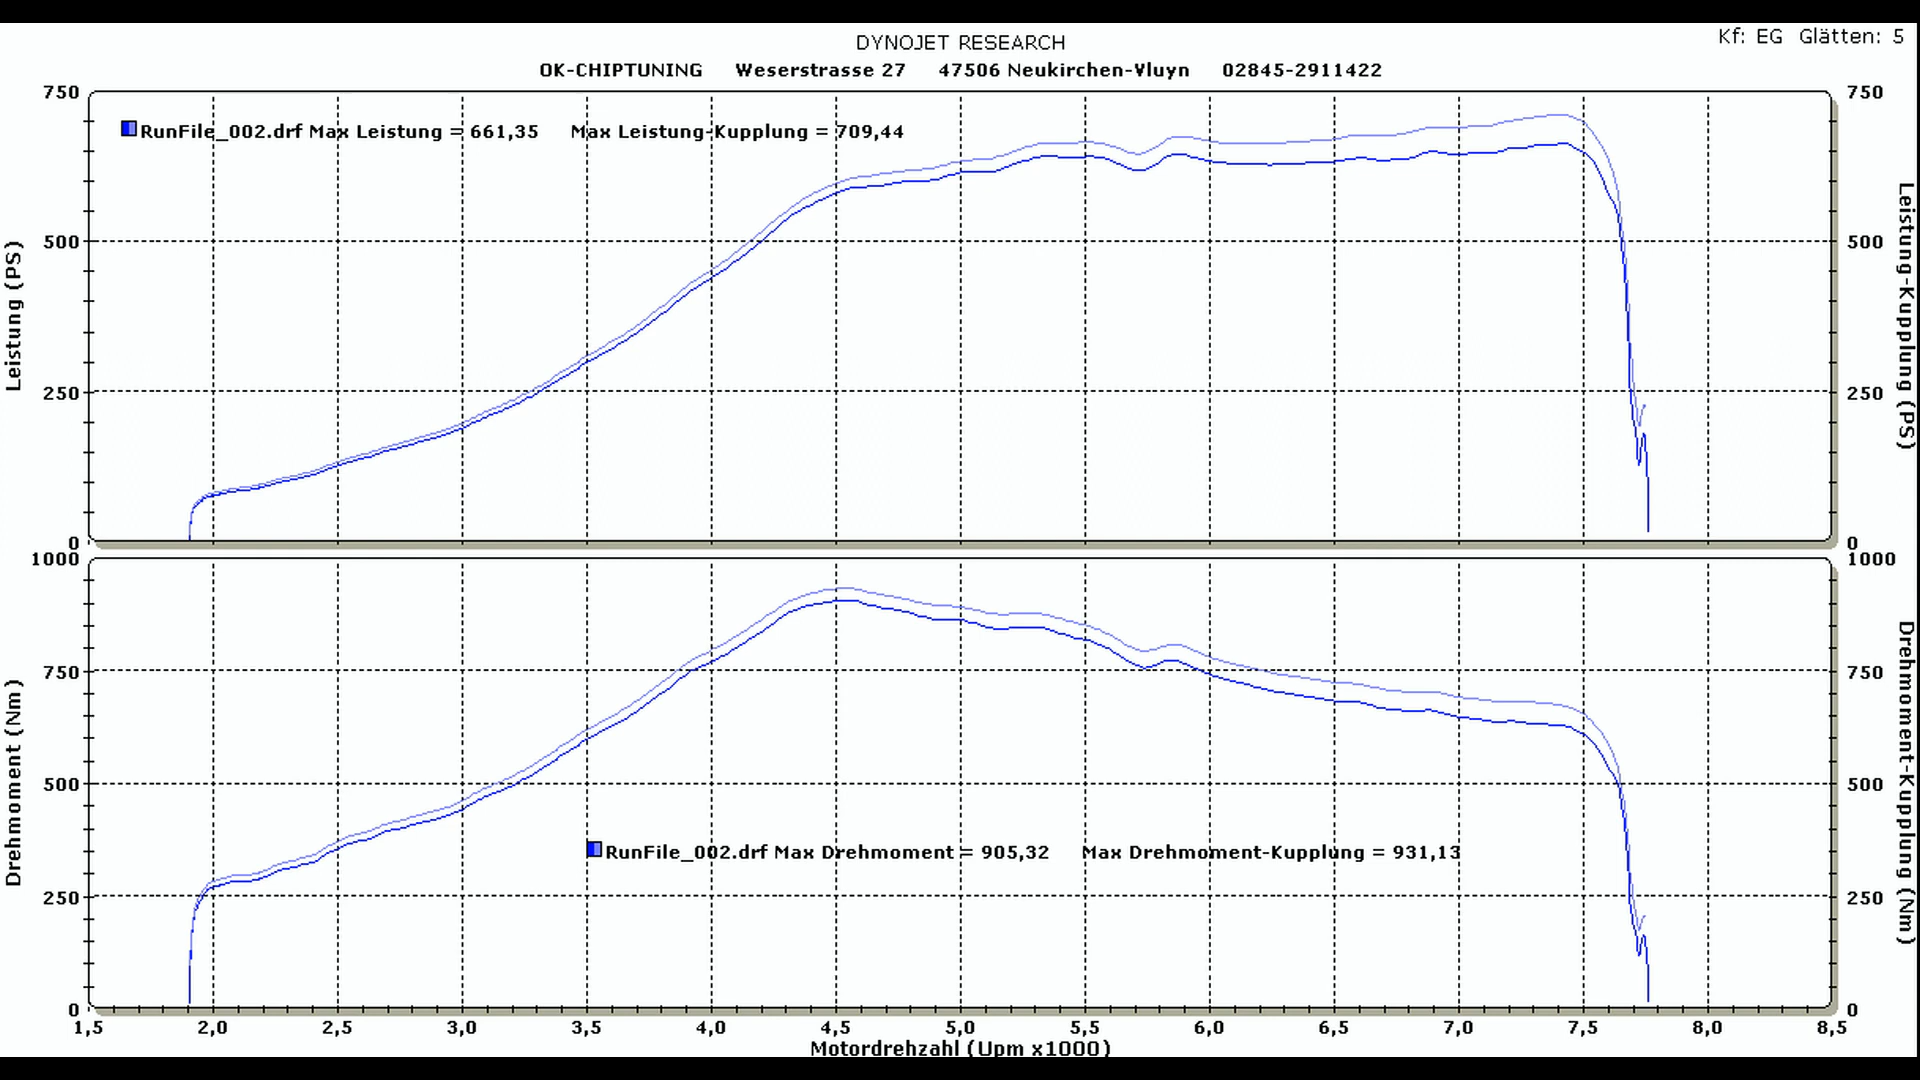 Kf: EG Glätten: 5
DYNOJET RESEARCH
OK-CHIPTUNING Weserstrasse 27 47506 Neukirchen-Vluyn 02845-2911422
RunFile_002.drf Max Leistung = 661,35 Max Leistung-Kupplung = 709,44
Leistung (PS)
750
500
250
0
750
500
250
0
Leistung-Kupplung (PS)
Drehmoment (Nm)
1000
750
500
250
0
RunFile_002.drf Max Drehmoment = 905,32 Max Drehmoment-Kupplung = 931,13
1000
750
500
250
0
Drehmoment-Kupplung (Nm)
1,5 2,0 2,5 3,0 3,5 4,0 4,5 5,0 5,5 6,0 6,5 7,0 7,5 8,0 8,5
Motordrehzahl (Upm x1000)